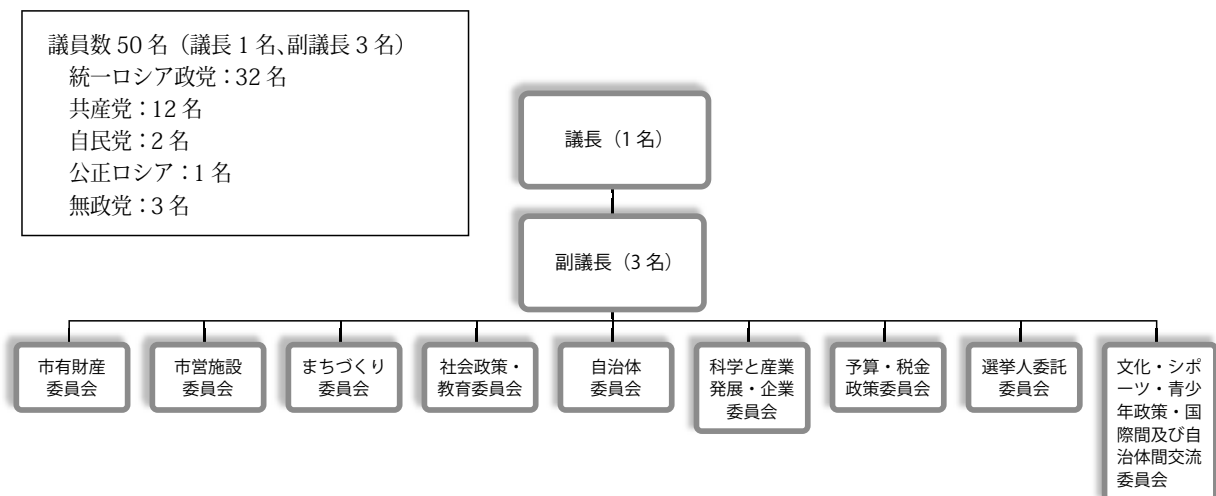 議員数 50 名（議長 1 名、副議長 3 名）
統一ロシア政党：32 名
共産党：12 名
自民党：2 名
公正ロシア：1 名
無政党：3 名
議長（1 名）
副議長（3 名）
市有財産
委員会
市営施設
委員会
まちづくり
委員会
社会政策・
教育委員会
自治体
委員会
科学と産業
発展・企業
委員会
予算・税金
政策委員会
選挙人委託
委員会
文化・シポ
ーツ・青少
年政策・国
際間及び自
治体間交流
委員会